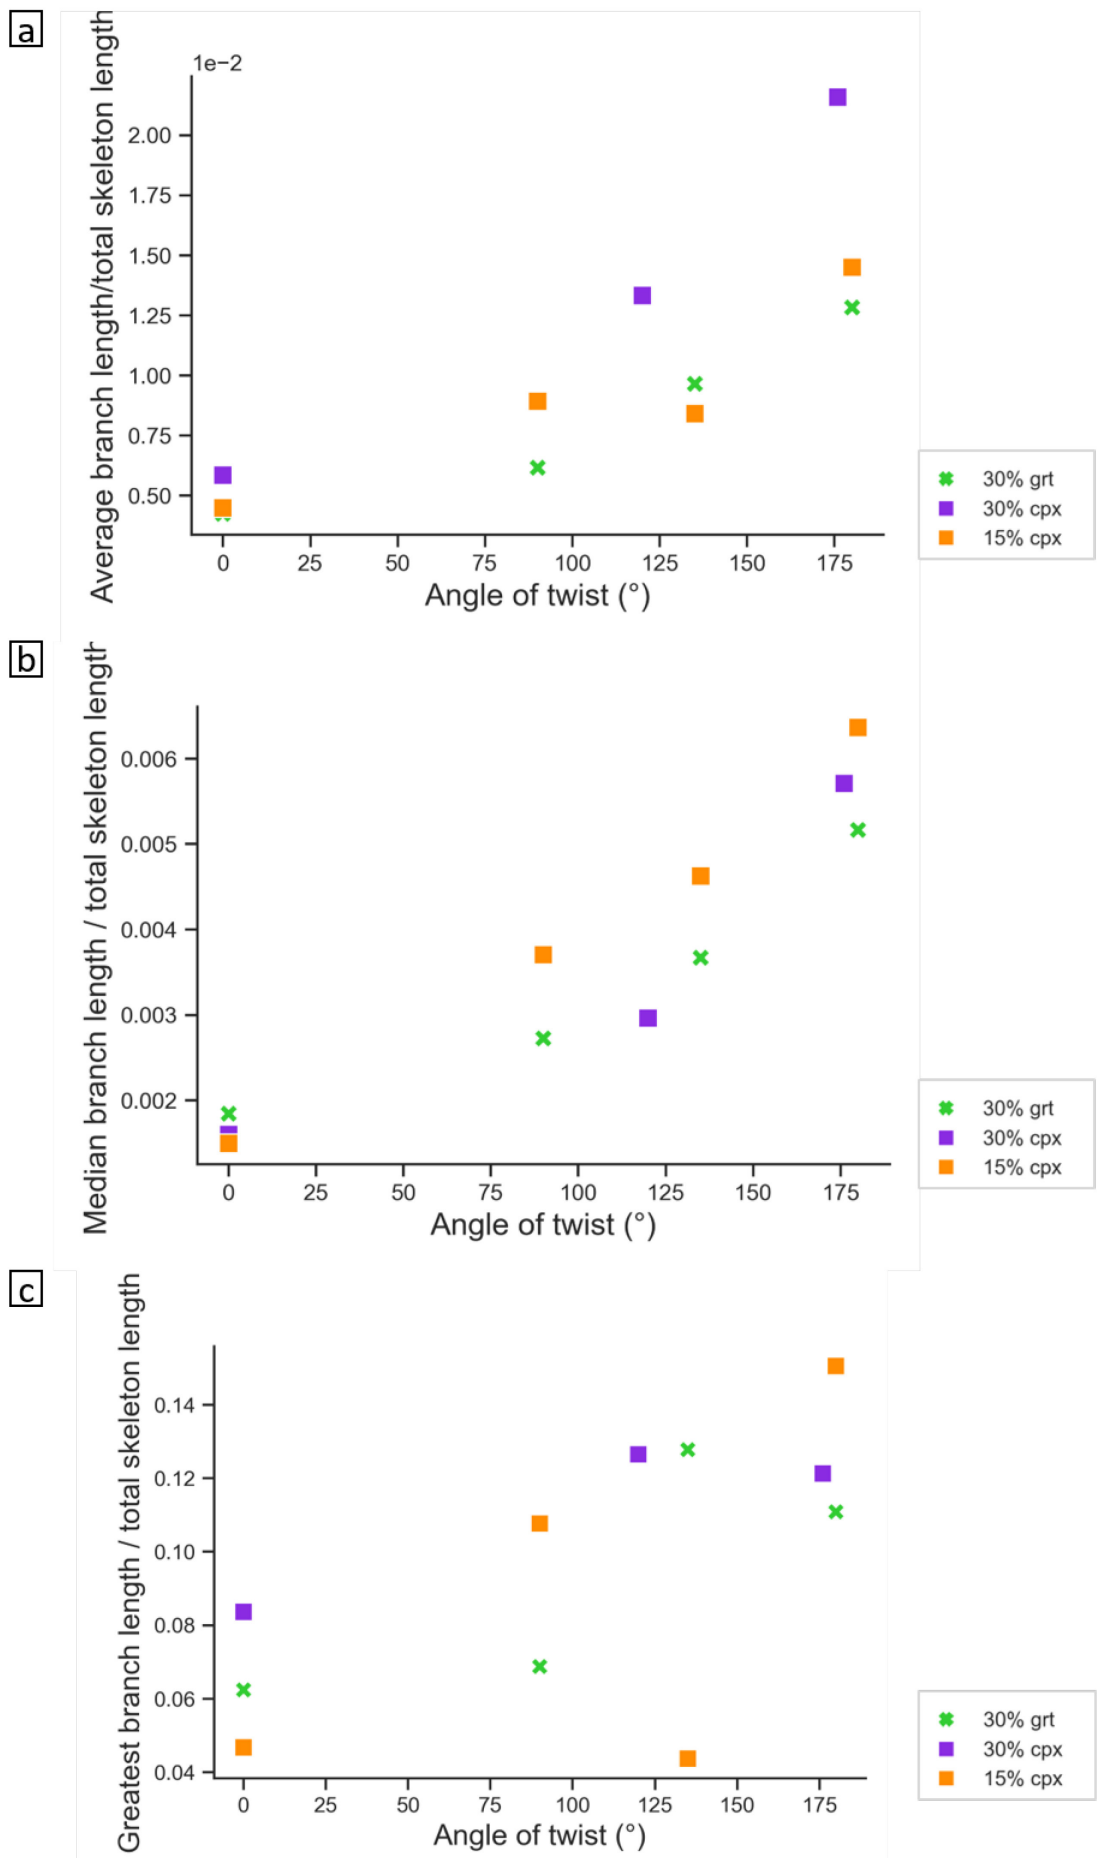 a
1e−2
Average branch length/total skeleton length
2.00
1.75
1.50
1.25
1.00
0.75
0.50
0 25 50 75 100 125 150 175
Angle of twist (°)
30% grt
30% cpx
15% cpx
b
Median branch length / total skeleton length
0.006
0.005
0.004
0.003
0.002
0 25 50 75 100 125 150 175
Angle of twist (°)
30% grt
30% cpx
15% cpx
c
Greatest branch length / total skeleton length
0.14
0.12
0.10
0.08
0.06
0.04
0 25 50 75 100 125 150 175
Angle of twist (°)
30% grt
30% cpx
15% cpx